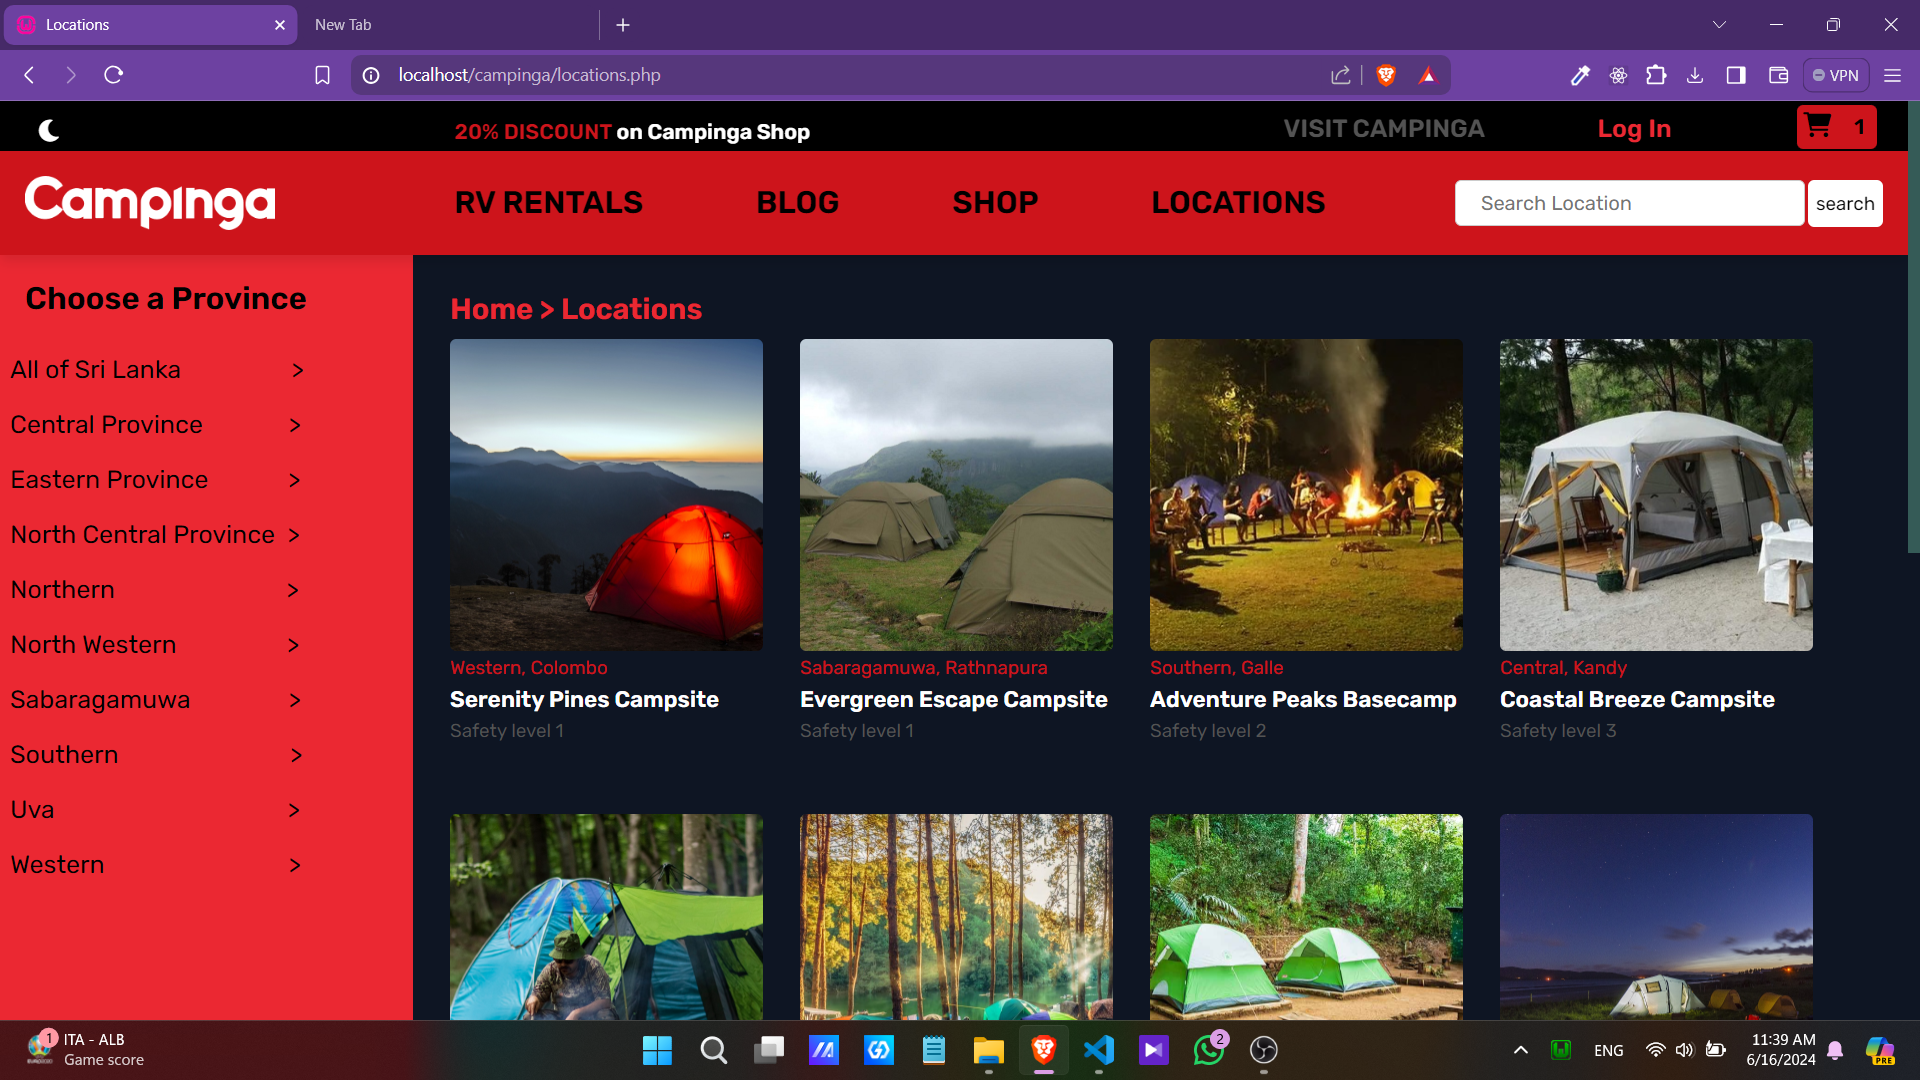 Locations
New Tab
localhost/campinga/locations.php
VPN
20% DISCOUNT on Campinga Shop
VISIT CAMPINGA
Log In
1
Campinga
RV RENTALS
BLOG
SHOP
LOCATIONS
Search Location
search
Choose a Province
All of Sri Lanka >
Central Province >
Eastern Province >
North Central Province >
Northern >
North Western >
Sabaragamuwa >
Southern >
Uva >
Western >
Home > Locations
Western, Colombo
Serenity Pines Campsite
Safety level 1
Sabaragamuwa, Rathnapura
Evergreen Escape Campsite
Safety level 1
Southern, Galle
Adventure Peaks Basecamp
Safety level 2
Central, Kandy
Coastal Breeze Campsite
Safety level 3
1
ITA - ALB
Game score
2
ENG
11:39 AM
6/16/2024
PRE